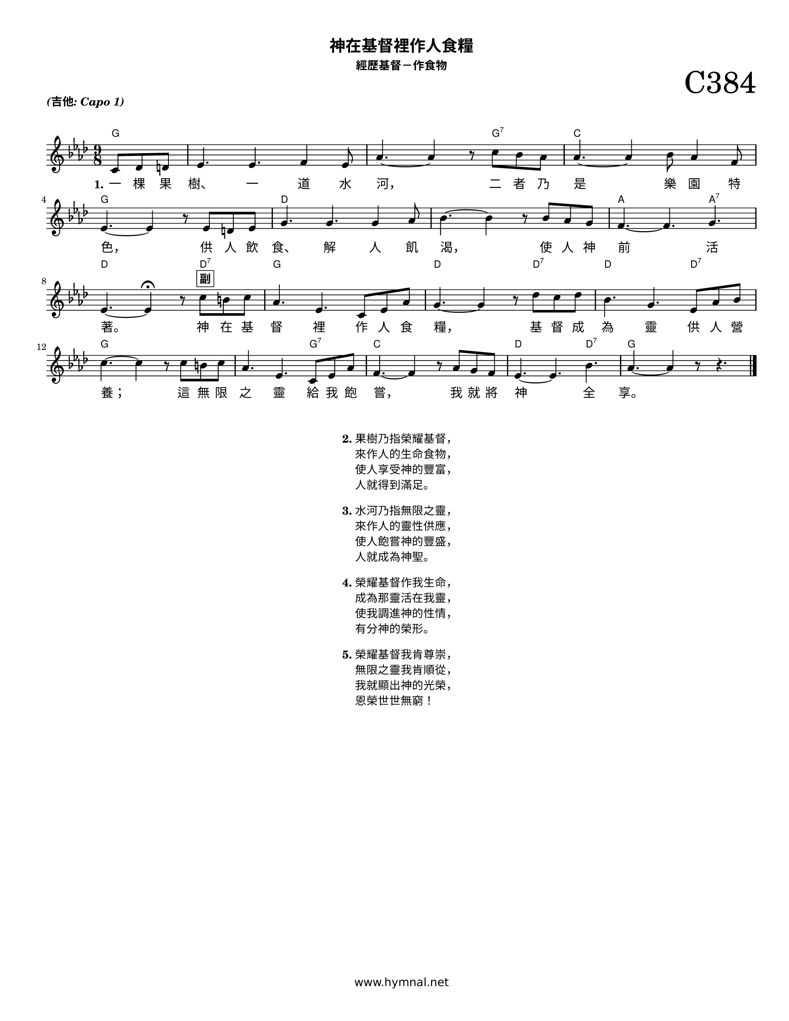 神在基督裡作人食糧
經歷基督－作食物
C384
(吉他: Capo 1)
G G7 C
1. 一 棵 果 樹、 一 道 水 河， 二 者 乃 是 樂 園 特
4 G D A A7
色， 供 人 飲 食、 解 人 飢 渴， 使 人 神 前 活
D D7 G D D7 D D7
8 副
著。 神 在 基 督 裡 作 人 食 糧， 基 督 成 為 靈 供 人 營
12 G G7 C D D7 G
養； 這 無 限 之 靈 給 我 飽 嘗， 我 就 將 神 全 享。
2. 果樹乃指榮耀基督，
來作人的生命食物，
使人享受神的豐富，
人就得到滿足。
3. 水河乃指無限之靈，
來作人的靈性供應，
使人飽嘗神的豐盛，
人就成為神聖。
4. 榮耀基督作我生命，
成為那靈活在我靈，
使我調進神的性情，
有分神的榮形。
5. 榮耀基督我肯尊崇，
無限之靈我肯順從，
我就顯出神的光榮，
恩榮世世無窮！
www.hymnal.net